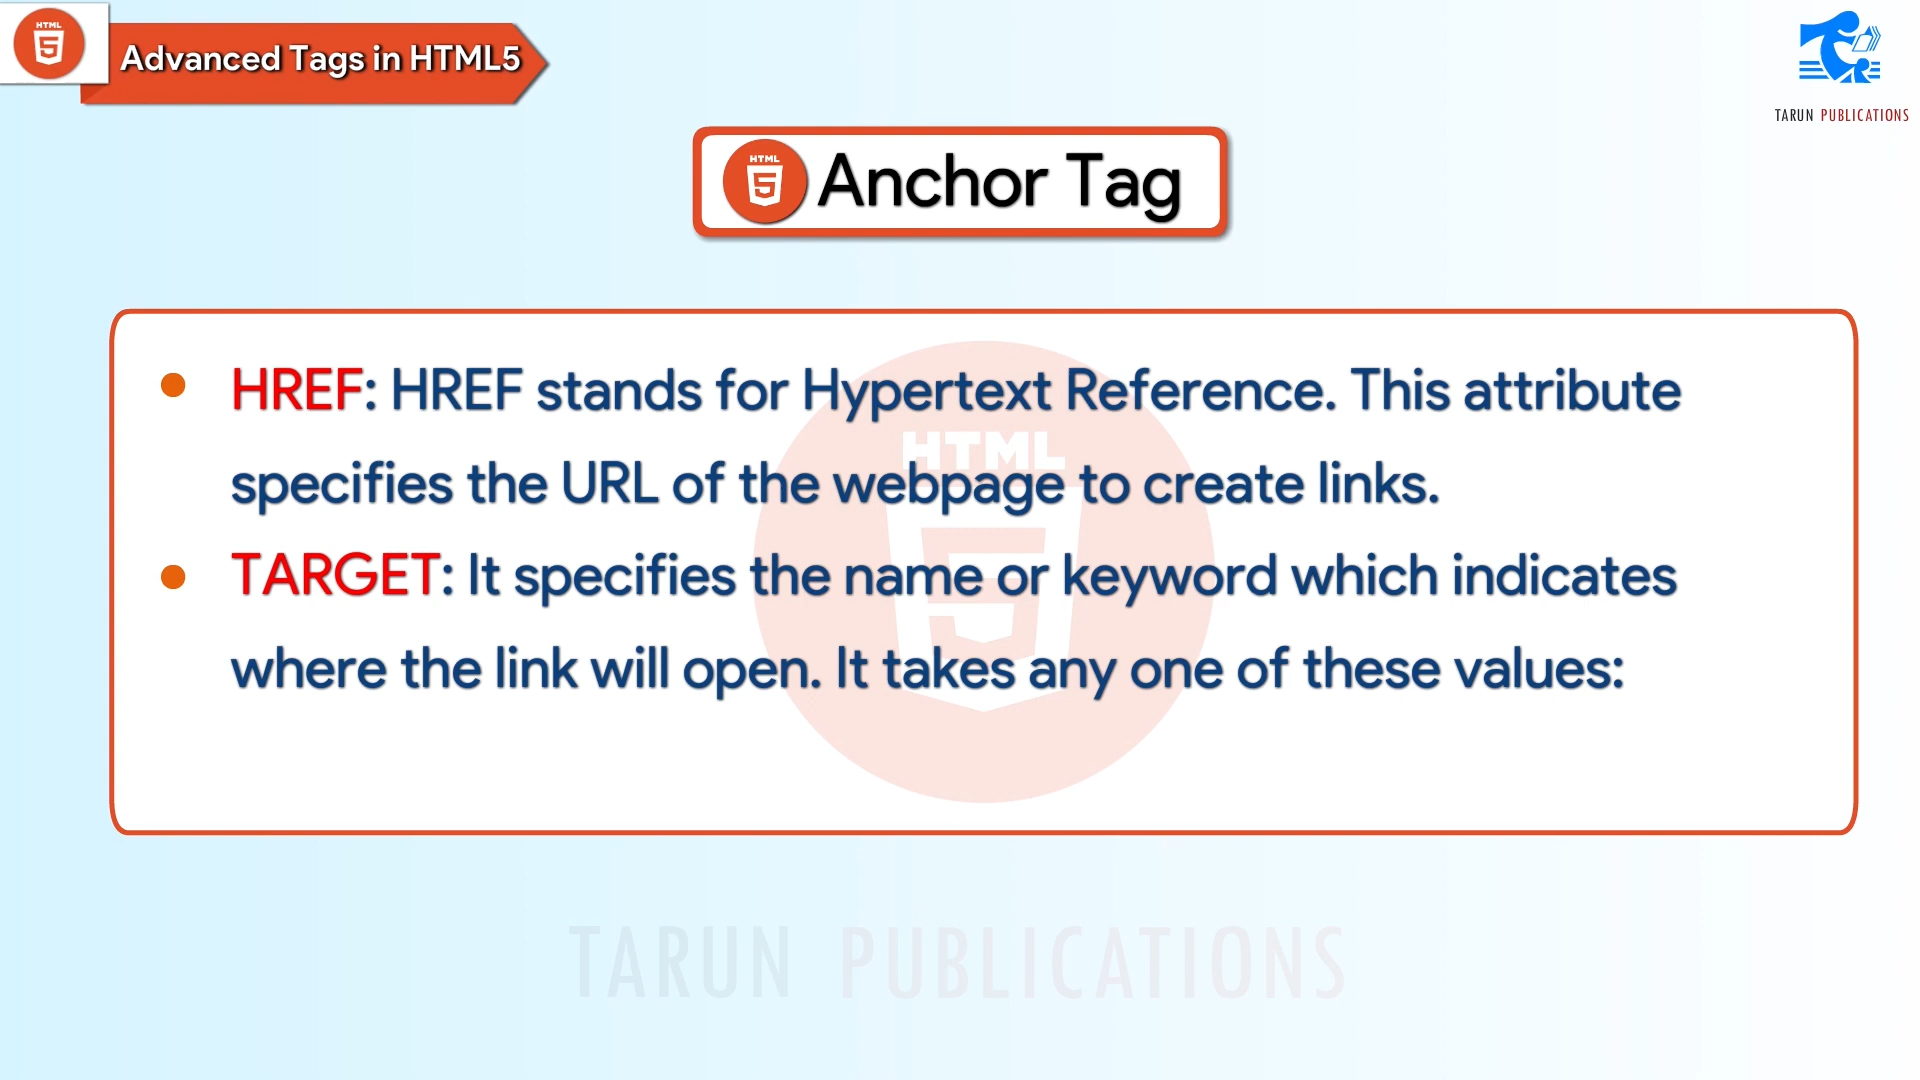 HTML
5
Advanced Tags in HTML5
TARUN PUBLICATIONS
HTML
5
Anchor Tag
HTML
5
HREF: HREF stands for Hypertext Reference. This attribute
specifies the URL of the webpage to create links.
TARGET: It specifies the name or keyword which indicates
where the link will open. It takes any one of these values:
TARUN PUBLICATIONS